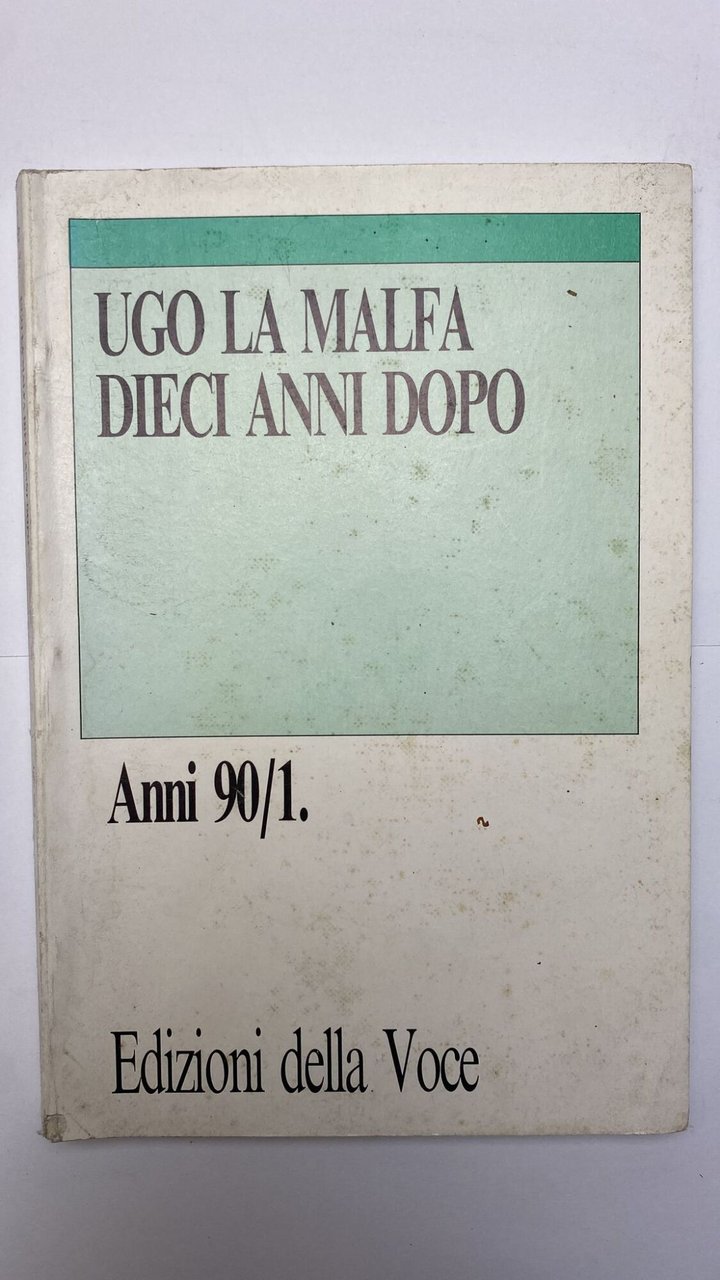 UGO LA MALFA
DIECI ANNI DOPO
Anni 90/1.
Edizioni della Voce